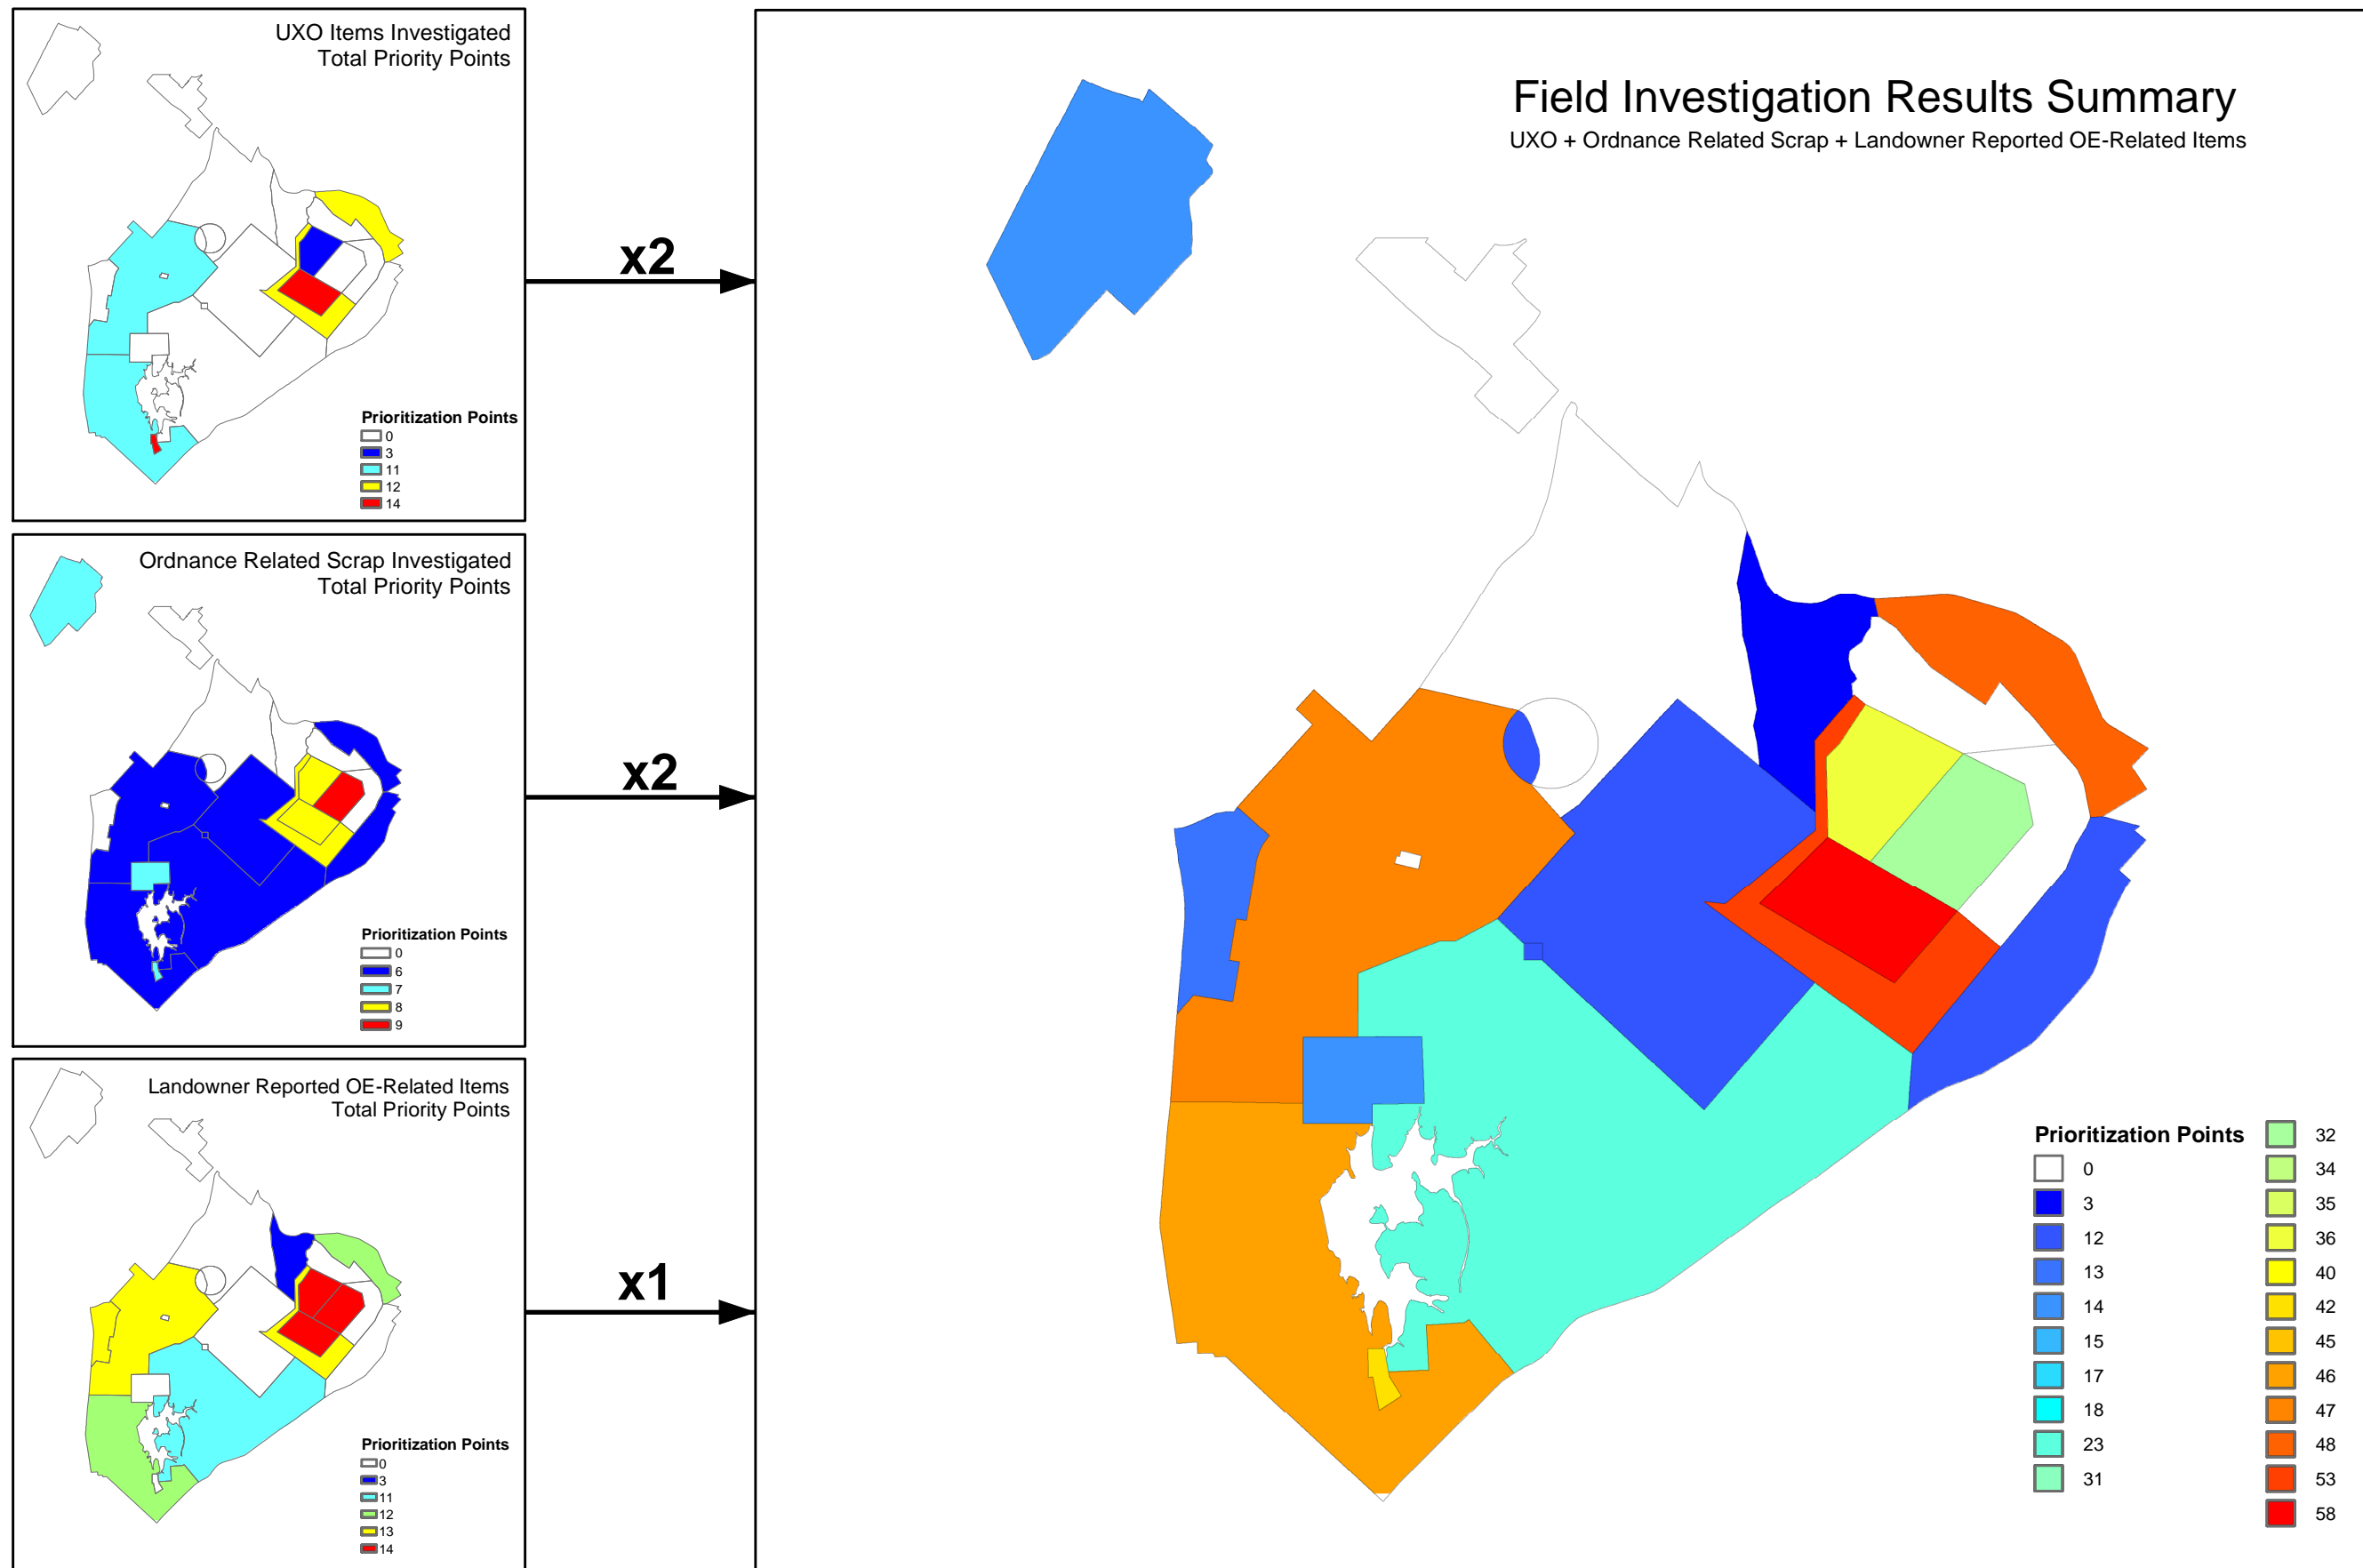 UXO Items Investigated
Total Priority Points
Prioritization Points
0
3
11
12
14
Ordnance Related Scrap Investigated
Total Priority Points
Prioritization Points
0
6
7
8
9
Landowner Reported OE-Related Items
Total Priority Points
Prioritization Points
0
3
11
12
13
14
x2
x2
x1
Field Investigation Results Summary
UXO + Ordnance Related Scrap + Landowner Reported OE-Related Items
Prioritization Points
0
3
12
13
14
15
17
18
23
31
32
34
35
36
40
42
45
46
47
48
53
58